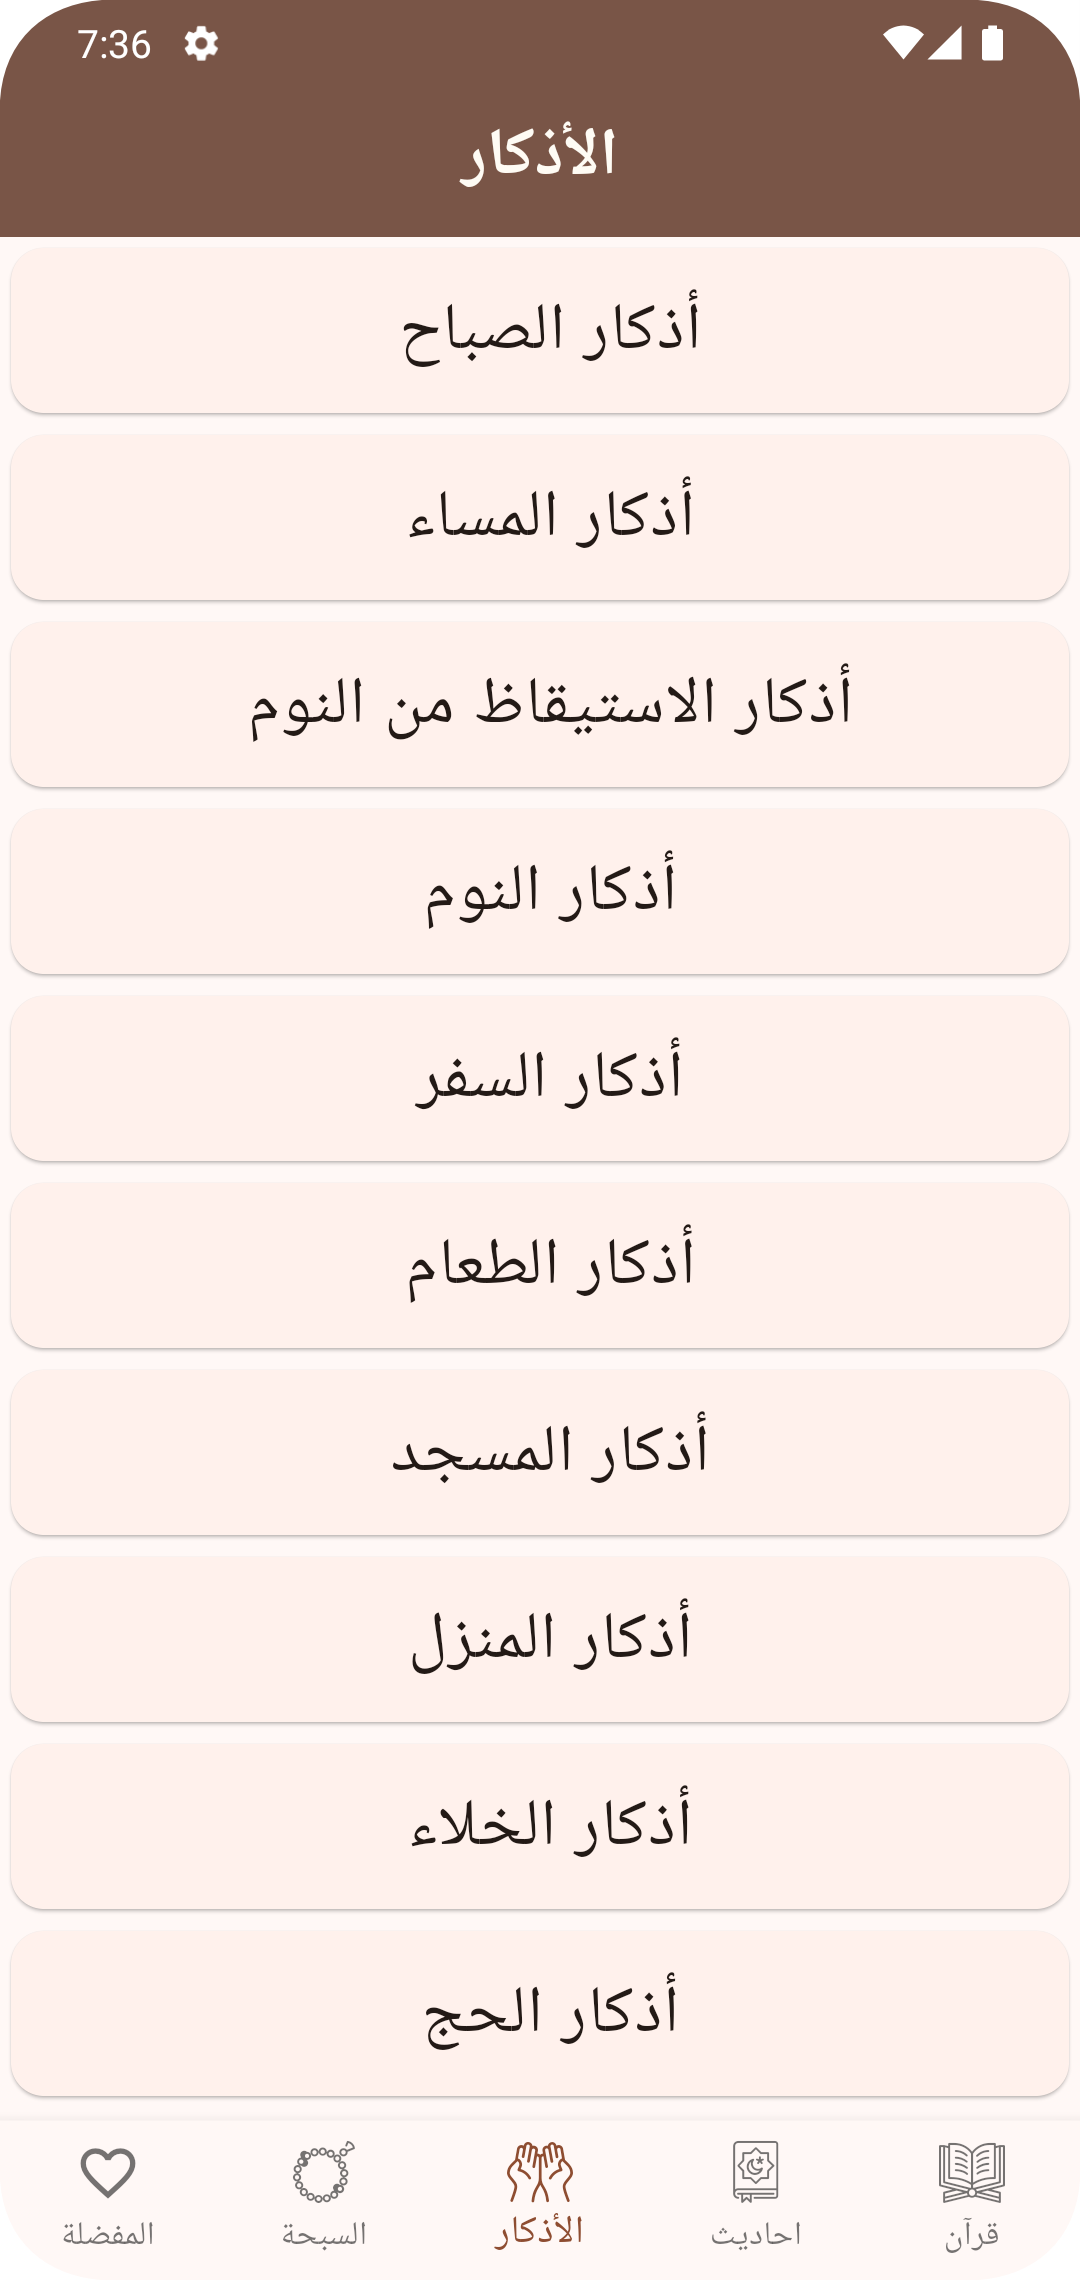 7:36
الأذكار
أذكار الصباح
أذكار المساء
أذكار الاستيقاظ من النوم
أذكار النوم
أذكار السفر
أذكار الطعام
أذكار المسجد
أذكار المنزل
أذكار الخلاء
أذكار الحج
قرآن
احاديث
الأذكار
السبحة
المفضلة